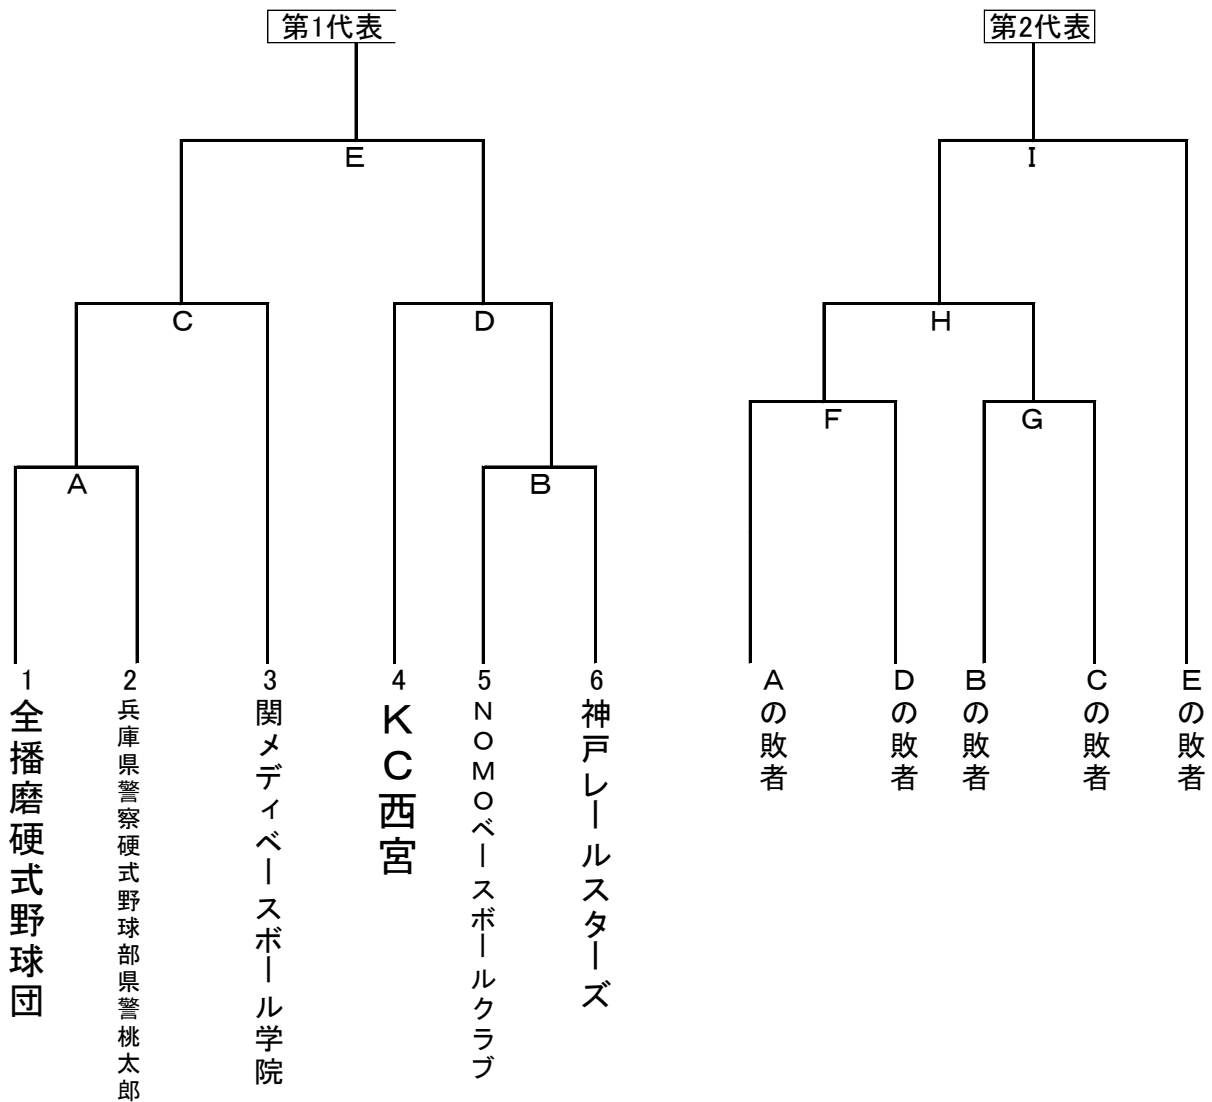 第1代表
第2代表
E
I
C
D
H
F
G
A
B
1
全播磨硬式野球団
2
兵庫県警察硬式野球部県警桃太郎
3
関メディベースボール学院
4
KC西宮
5
NOMOベースボールクラブ
6
神戸レールスターズ
Aの敗者
Dの敗者
Bの敗者
Cの敗者
Eの敗者